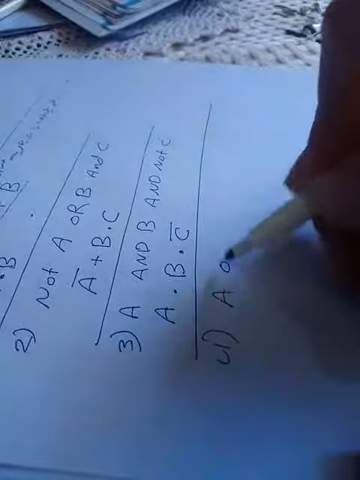 B
. B
2) Not A OR B And C
A̅ + B . C
3) A AND B AND Not C
A . B . C̅
4) A o